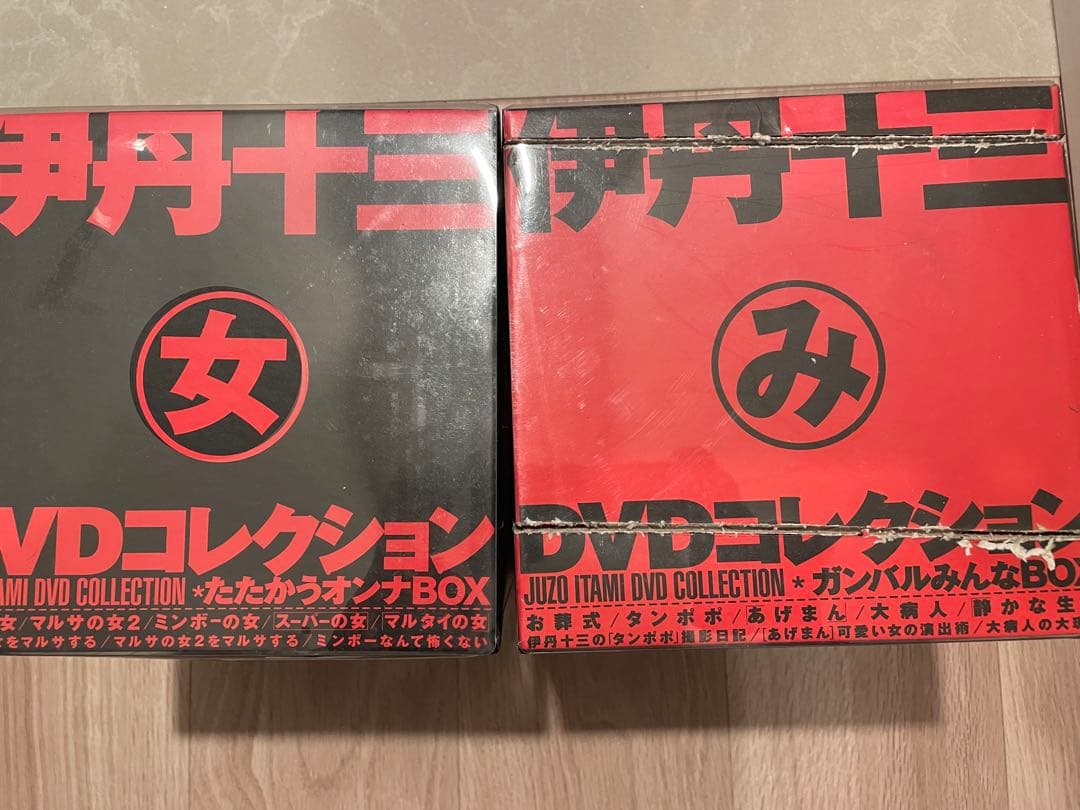 伊丹十三
女
DVDコレクション
ITAMI DVD COLLECTION *たたかうオンナBOX
女/マルサの女2/ミンボーの女/スーパーの女/マルタイの女
をマルサする/マルサの女2をマルサする/ミンボーなんて怖くない
伊丹十三
み
DVDコレクション
JUZO ITAMI DVD COLLECTION * ガンバルみんなBOX
お葬式/タンポポ/「あげまん」/大病人/静かな生
伊丹十三の「タンポポ」撮影日記/「あげまん」可愛い女の演出術/大病人の大現